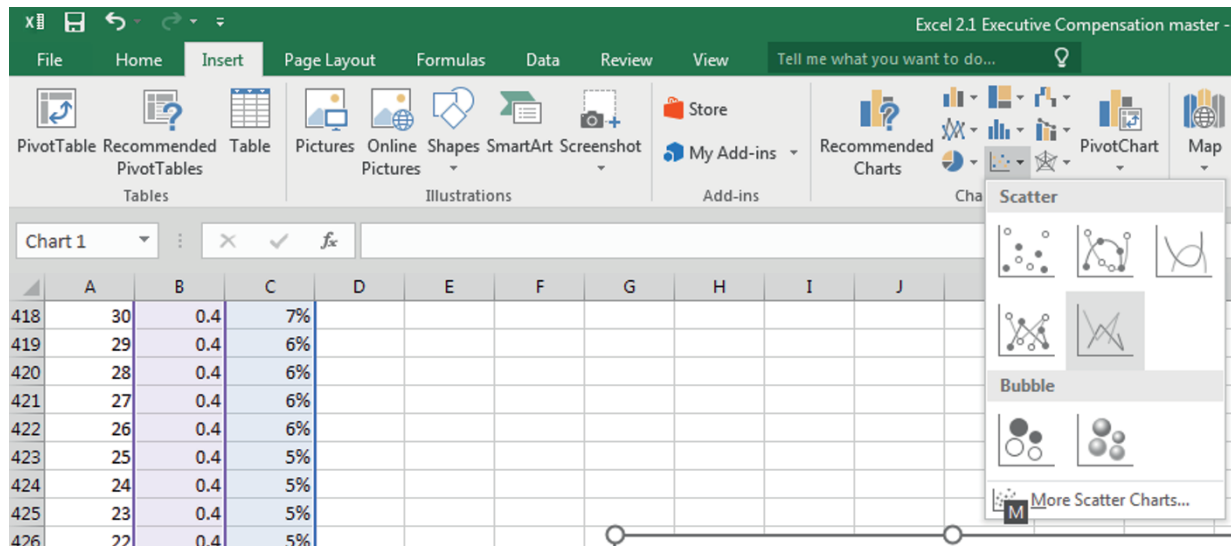 Excel 2.1 Executive Compensation master -
File Home Insert Page Layout Formulas Data Review View Tell me what you want to do...
PivotTable Recommended PivotTables Table
Pictures Online Pictures Shapes SmartArt Screenshot
Store
My Add-ins
Recommended Charts
PivotChart
Map
Tables Illustrations Add-ins Cha
Scatter
Chart 1 fx
A B C D E F G H I J
418 30 0.4 7%
419 29 0.4 6%
420 28 0.4 6%
421 27 0.4 6%
422 26 0.4 6%
423 25 0.4 5%
424 24 0.4 5%
425 23 0.4 5%
426 22 0.4 5%
Bubble
More Scatter Charts...
M